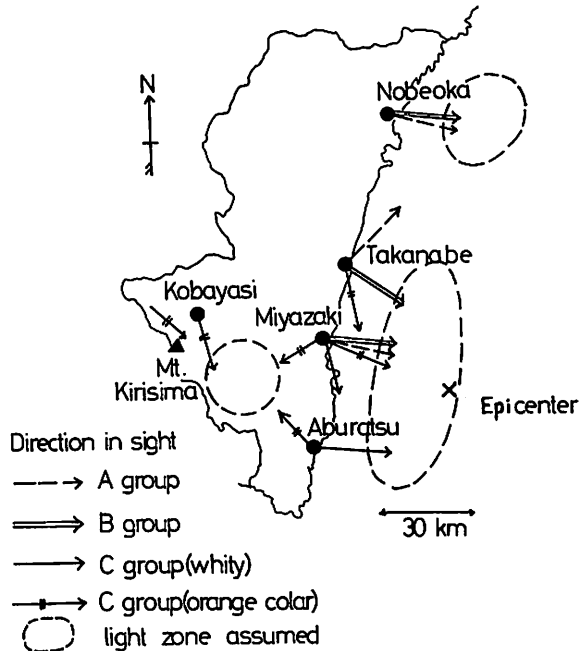 N
Nobeoka
Takanabe
Kobayasi
Miyazaki
Mt.
Kirisima
Epicenter
Aburatsu
Direction in sight
A group
B group
30 km
C group(whity)
C group(orange colar)
light zone assumed